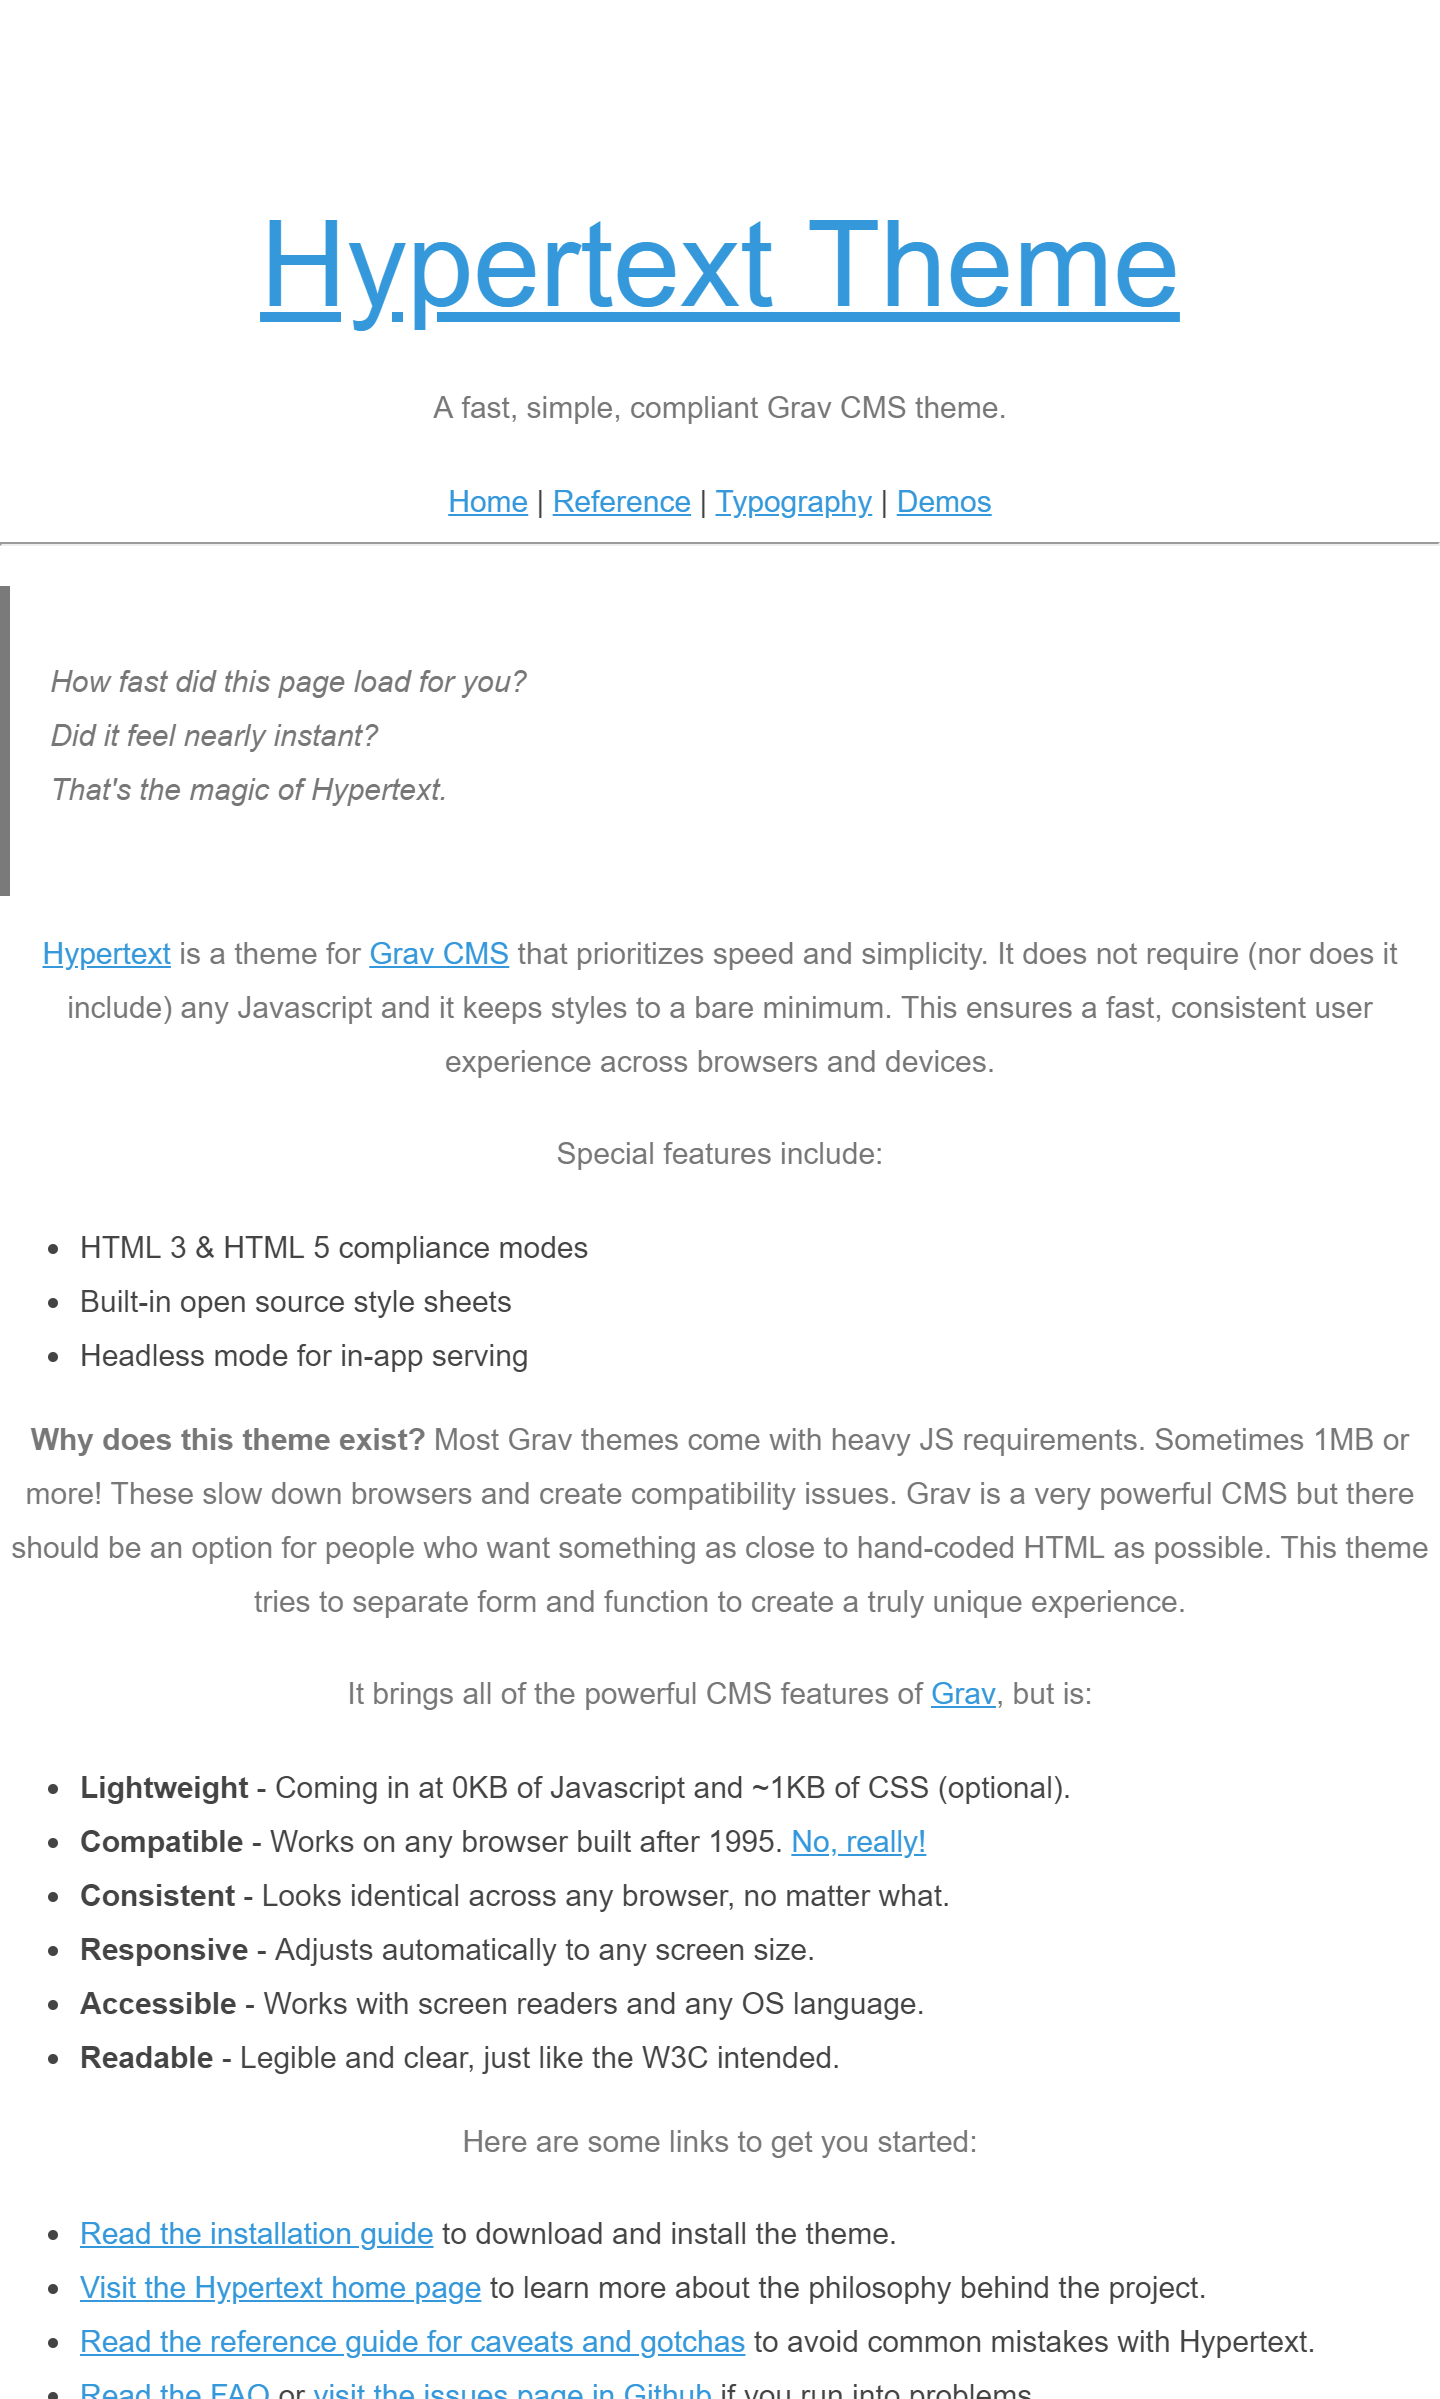 Hypertext Theme
A fast, simple, compliant Grav CMS theme.
Home | Reference | Typography | Demos
How fast did this page load for you?
Did it feel nearly instant?
That's the magic of Hypertext.
Hypertext is a theme for Grav CMS that prioritizes speed and simplicity. It does not require (nor does it
include) any Javascript and it keeps styles to a bare minimum. This ensures a fast, consistent user
experience across browsers and devices.
Special features include:
• HTML 3 & HTML 5 compliance modes
• Built-in open source style sheets
• Headless mode for in-app serving
Why does this theme exist? Most Grav themes come with heavy JS requirements. Sometimes 1MB or
more! These slow down browsers and create compatibility issues. Grav is a very powerful CMS but there
should be an option for people who want something as close to hand-coded HTML as possible. This theme
tries to separate form and function to create a truly unique experience.
It brings all of the powerful CMS features of Grav, but is:
• Lightweight - Coming in at 0KB of Javascript and ~1KB of CSS (optional).
• Compatible - Works on any browser built after 1995. No, really!
• Consistent - Looks identical across any browser, no matter what.
• Responsive - Adjusts automatically to any screen size.
• Accessible - Works with screen readers and any OS language.
• Readable - Legible and clear, just like the W3C intended.
Here are some links to get you started:
• Read the installation guide to download and install the theme.
• Visit the Hypertext home page to learn more about the philosophy behind the project.
• Read the reference guide for caveats and gotchas to avoid common mistakes with Hypertext.
• Read the FAQ or visit the issues page in Github if you run into problems.